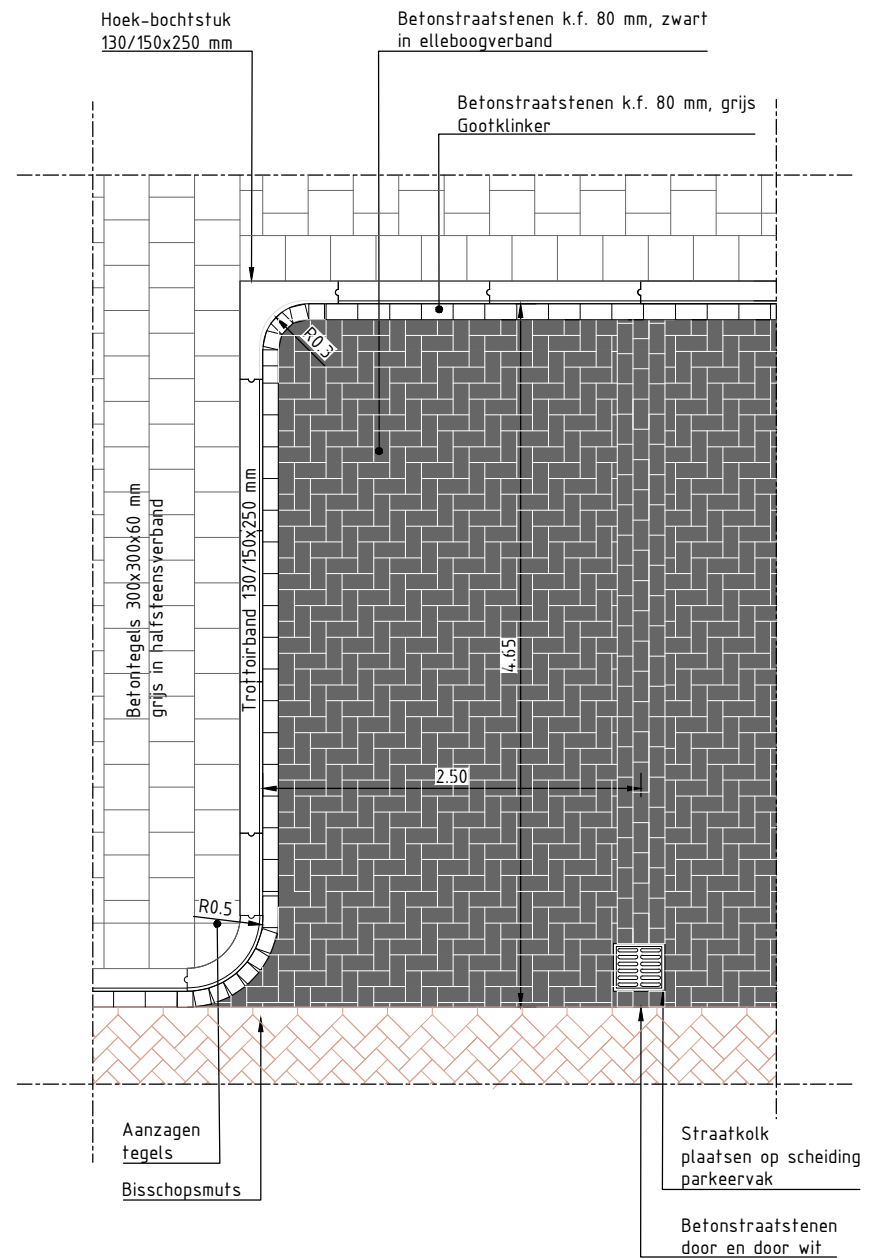 Hoek-bochtstuk
130/150x250 mm
Betonstraatstenen k.f. 80 mm, zwart
in elleboogverband
Betonstraatstenen k.f. 80 mm, grijs
Gootklinker
R0.3
Betontegels 300x300x60 mm
grijs in halfsteensverband
Trottoirband 130/150x250 mm
4.65
2.50
R0.5
Aanzagen
tegels
Bisschopsmuts
Straatkolk
plaatsen op scheiding
parkeervak
Betonstraatstenen
door en door wit